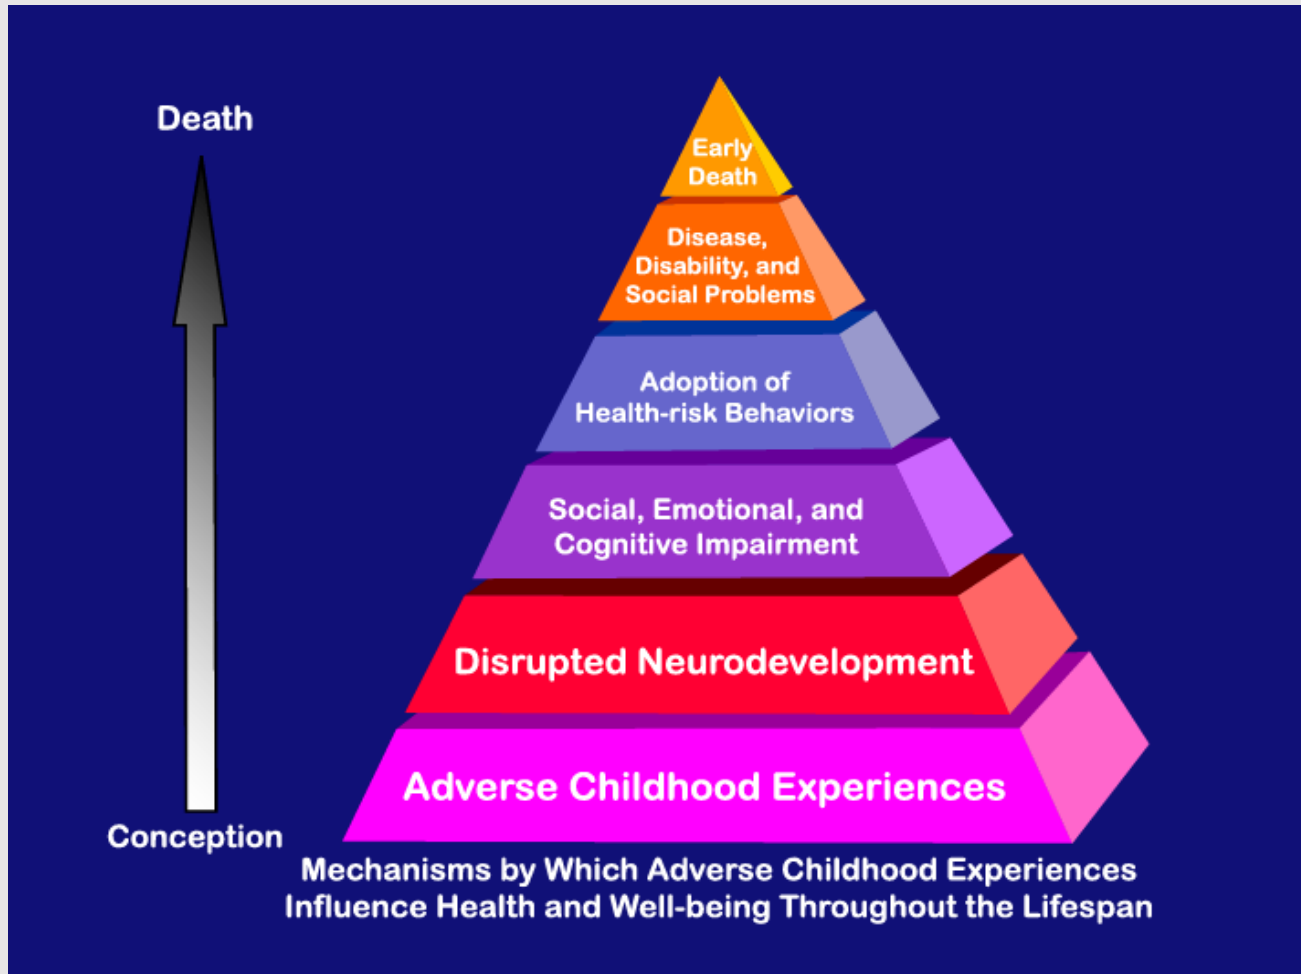 Death
Early
Death
Disease,
Disability, and
Social Problems
Adoption of
Health-risk Behaviors
Social, Emotional, and
Cognitive Impairment
Disrupted Neurodevelopment
Adverse Childhood Experiences
Conception
Mechanisms by Which Adverse Childhood Experiences
Influence Health and Well-being Throughout the Lifespan